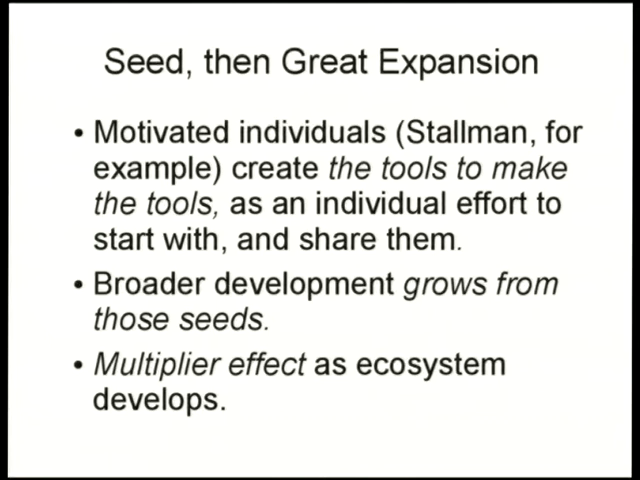 Seed, then Great Expansion
• Motivated individuals (Stallman, for
example) create the tools to make
the tools, as an individual effort to
start with, and share them.
• Broader development grows from
those seeds.
• Multiplier effect as ecosystem
develops.